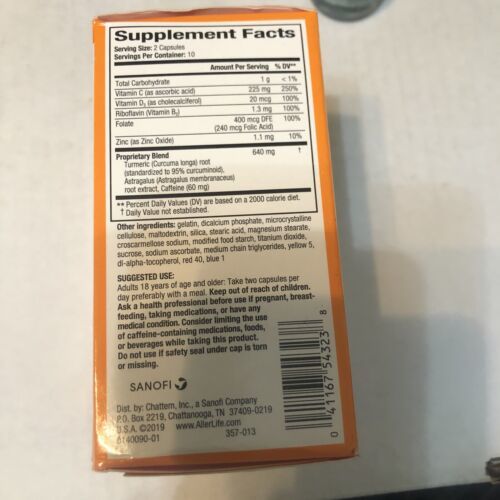 Supplement Facts
Serving Size: 2 Capsules
Servings Per Container: 10
Amount Per Serving % DV**
Total Carbohydrate 1 g < 1%
Vitamin C (as ascorbic acid) 225 mg 250%
Vitamin D3 (as cholecalciferol) 20 mcg 100%
Riboflavin (Vitamin B2) 1.3 mg 100%
Folate 400 mcg DFE 100%
(240 mcg Folic Acid)
Zinc (as Zinc Oxide) 1.1 mg 10%
Proprietary Blend 640 mg †
Turmeric (Curcuma longa) root
(standardized to 95% curcuminoid),
Astragalus (Astragalus membranaceus)
root extract, Caffeine (60 mg)
** Percent Daily Values (DV) are based on a 2000 calorie diet.
† Daily Value not established.
Other ingredients: gelatin, dicalcium phosphate, microcrystalline
cellulose, maltodextrin, silica, stearic acid, magnesium stearate,
croscarmellose sodium, modified food starch, titanium dioxide,
sucrose, sodium ascorbate, medium chain triglycerides, yellow 5,
dl-alpha-tocopherol, red 40, blue 1
SUGGESTED USE:
Adults 18 years of age and older: Take two capsules per
day preferably with a meal. Keep out of reach of children.
Ask a health professional before use if pregnant, breast-
feeding, taking medications, or have any
medical condition. Consider limiting the use
of caffeine-containing medications, foods,
or beverages while taking this product.
Do not use if safety seal under cap is torn
or missing.
SANOFI
Dist. by: Chattem, Inc., a Sanofi Company
P.O. Box 2219, Chattanooga, TN 37409-0219
U.S.A. ©2019 www.AllerLife.com
6140090-01 357-013
0 41167 54323 8